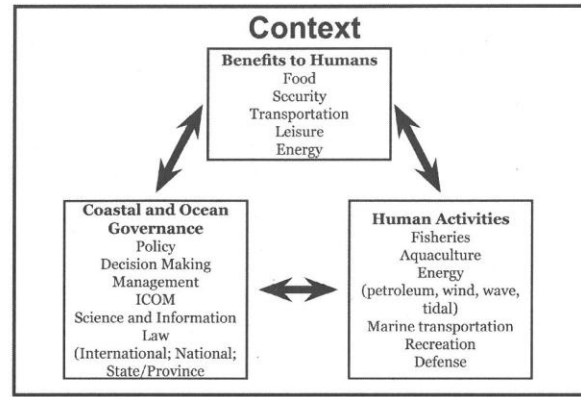 Context
Benefits to Humans
Food
Security
Transportation
Leisure
Energy
Coastal and Ocean
Governance
Policy
Decision Making
Management
ICOM
Science and Information
Law
(International; National;
State/Province
Human Activities
Fisheries
Aquaculture
Energy
(petroleum, wind, wave,
tidal)
Marine transportation
Recreation
Defense